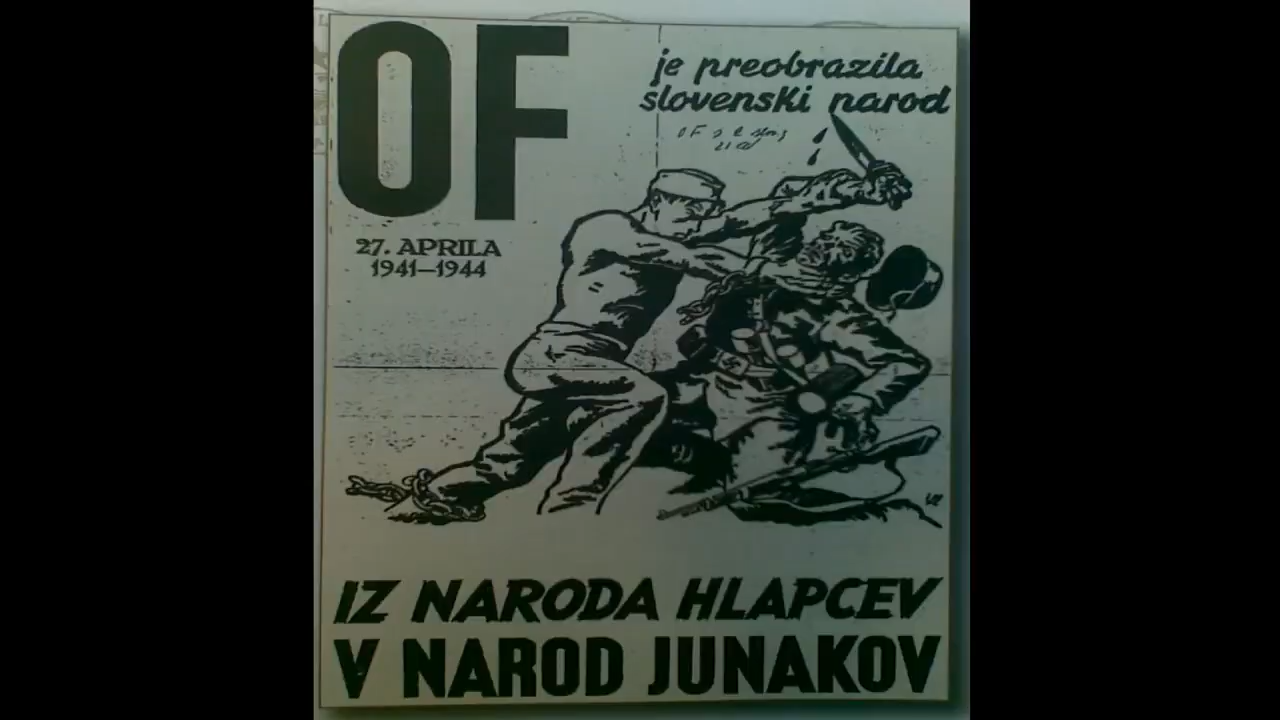 OF
je preobrazila
slovenski narod
27. APRILA
1941—1944
IZ NARODA HLAPCEV
V NAROD JUNAKOV